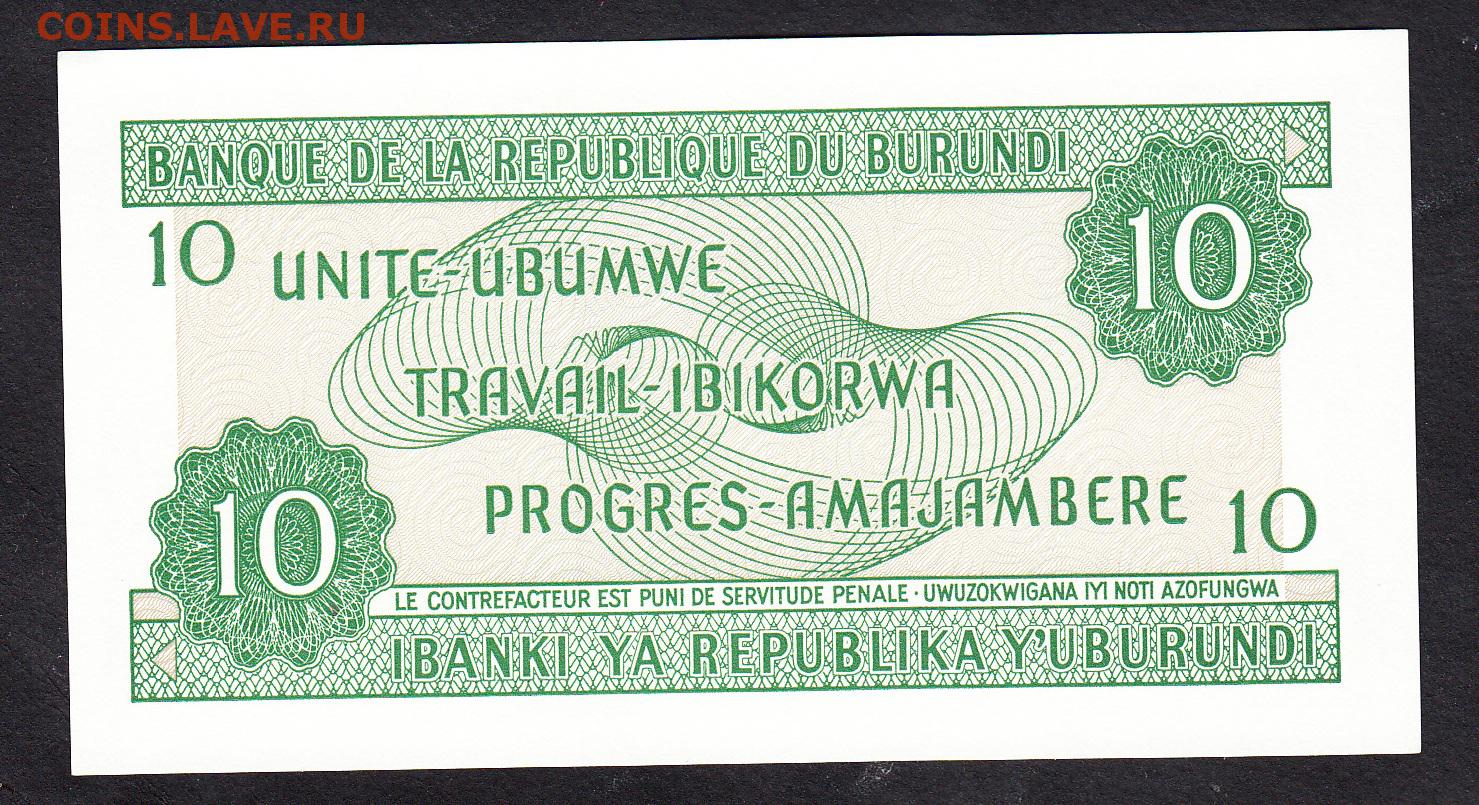 COINS.LAVE.RU
BANQUE DE LA REPUBLIQUE DU BURUNDI
10
10
UNITE-UBUMWE
TRAVAIL-IBIKORWA
PROGRES-AMAJAMBERE
10
10
LE CONTREFACTEUR EST PUNI DE SERVITUDE PENALE · UWUZOKWIGANA IYI NOTI AZOFUNGWA
IBANKI YA REPUBLIKA Y'UBURUNDI